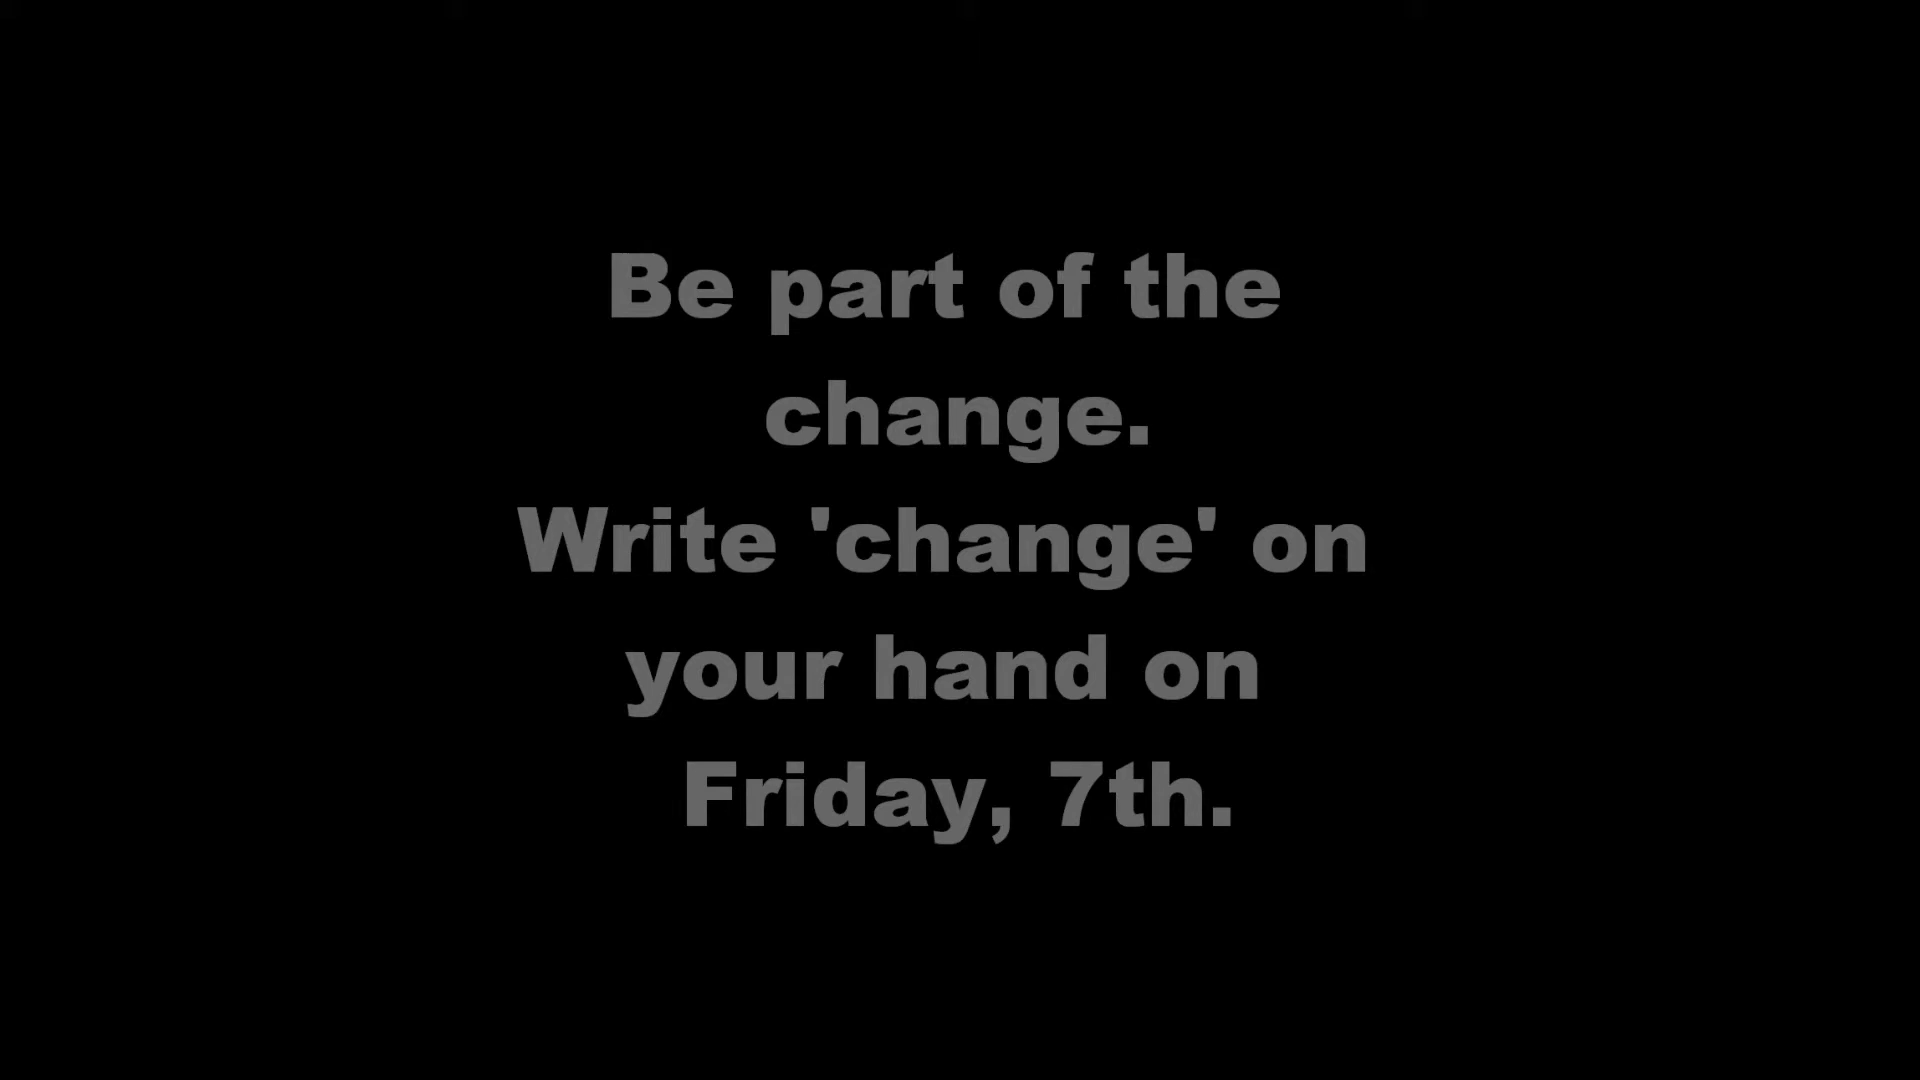 Be part of the
change.
Write 'change' on
your hand on
Friday, 7th.